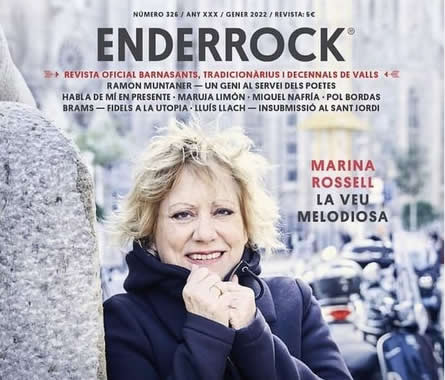 NÚMERO 326 / ANY XXX / GENER 2022 / REVISTA: 5€
ENDERROCK®
REVISTA OFICIAL BARNASANTS, TRADICIONÀRIUS I DECENNALS DE VALLS
RAMON MUNTANER — UN GENI AL SERVEI DELS POETES
HABLA DE MÍ EN PRESENTE · MARUJA LIMÓN · MIQUEL NAFRÍA · POL BORDAS
BRAMS — FIDELS A LA UTOPIA · LLUÍS LLACH — INSUBMISSIÓ AL SANT JORDI
MARINA
ROSSELL
LA VEU
MELODIOSA